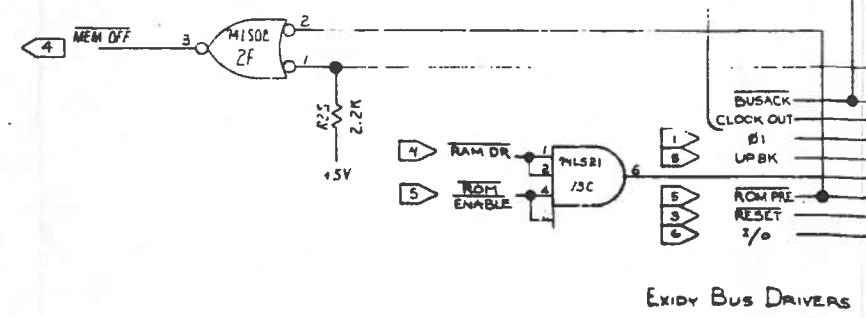 4 MEM OFF 3
74LS08
2F
2
1
R25
2.2K
+5V
BUSACK
CLOCK OUT
1 Ø1
8 UPBK
4 RAM DR 1
2
74LS21
13C
6
5 ROM
ENABLE
4
5 ROM PRE
3 RESET
6 I/O
EXIDY BUS DRIVERS